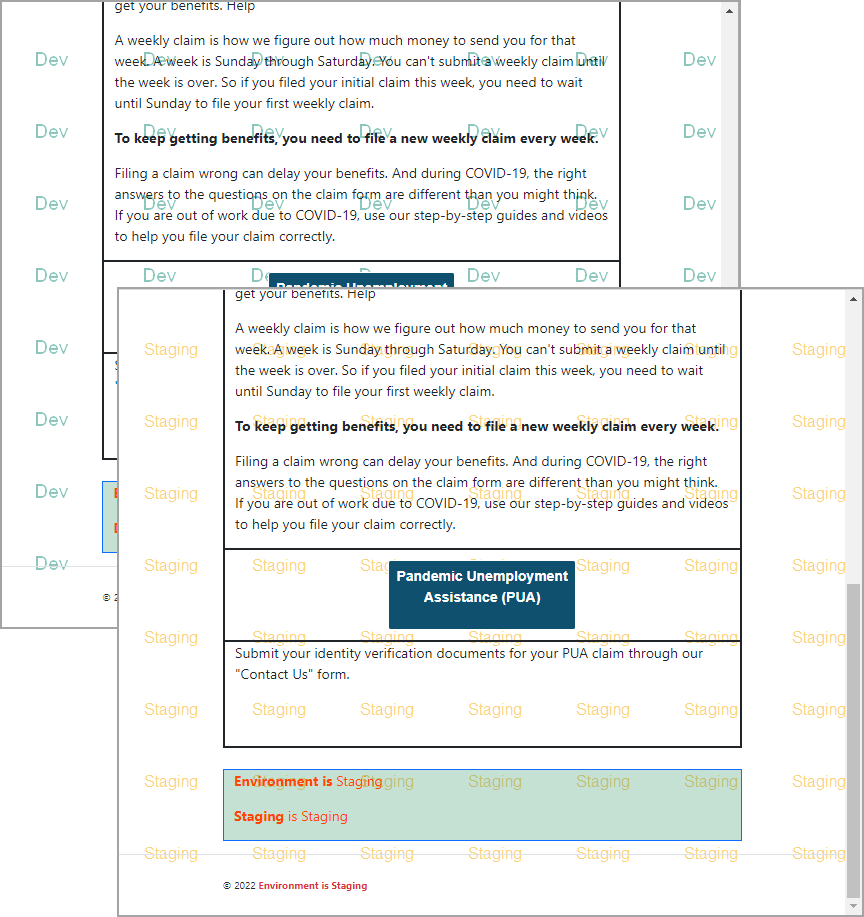 get your benefits. Help
A weekly claim is how we figure out how much money to send you for that
week. A week is Sunday through Saturday. You can't submit a weekly claim until
the week is over. So if you filed your initial claim this week, you need to wait
until Sunday to file your first weekly claim.
To keep getting benefits, you need to file a new weekly claim every week.
Filing a claim wrong can delay your benefits. And during COVID-19, the right
answers to the questions on the claim form are different than you might think.
If you are out of work due to COVID-19, use our step-by-step guides and videos
to help you file your claim correctly.
Pandemic Unemployment
Dev Dev Dev Dev Dev Dev Dev
Dev Dev Dev Dev Dev Dev Dev
Dev Dev Dev Dev Dev Dev Dev
Dev Dev Dev Dev Dev Dev
Dev
Dev
Dev
Dev
©
get your benefits. Help
A weekly claim is how we figure out how much money to send you for that
week. A week is Sunday through Saturday. You can't submit a weekly claim until
the week is over. So if you filed your initial claim this week, you need to wait
until Sunday to file your first weekly claim.
To keep getting benefits, you need to file a new weekly claim every week.
Filing a claim wrong can delay your benefits. And during COVID-19, the right
answers to the questions on the claim form are different than you might think.
If you are out of work due to COVID-19, use our step-by-step guides and videos
to help you file your claim correctly.
Pandemic Unemployment
Assistance (PUA)
Submit your identity verification documents for your PUA claim through our
"Contact Us" form.
Environment is Staging
Staging is Staging
© 2022 Environment is Staging
Staging Staging Staging Staging Staging Staging Staging
Staging Staging Staging Staging Staging Staging Staging
Staging Staging Staging Staging Staging Staging Staging
Staging Staging Staging Staging Staging Staging
Staging Staging Staging Staging Staging Staging Staging
Staging Staging Staging Staging Staging Staging Staging
Staging Staging Staging Staging Staging Staging Staging
Staging Staging Staging Staging Staging Staging Staging